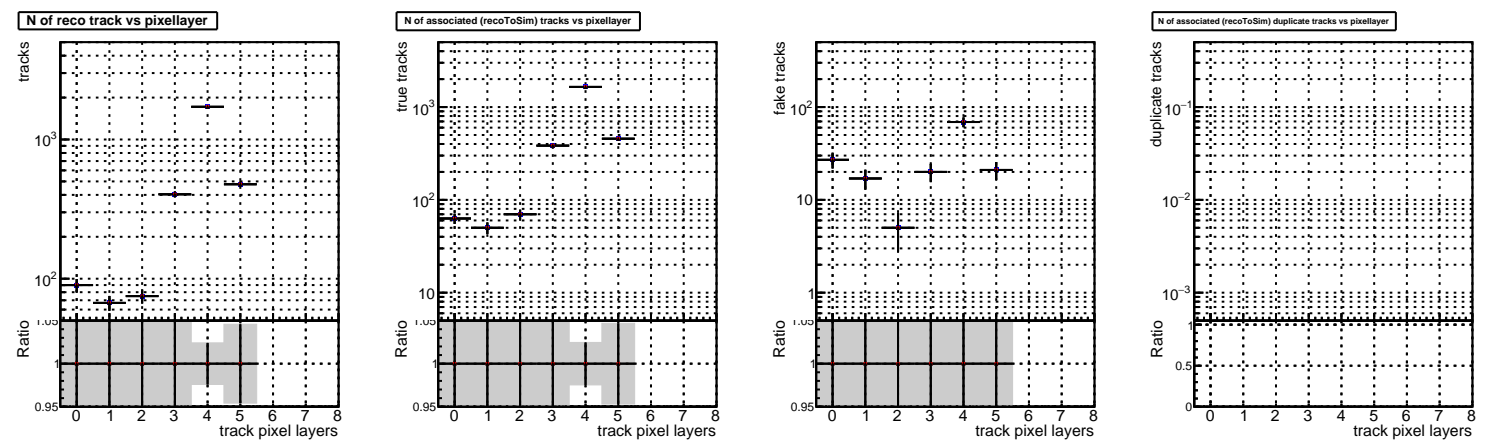 N of reco track vs pixellayer
tracks
10³
10²
Ratio
1.05
1
0.95
0 1 2 3 4 5 6 7 8
track pixel layers
N of associated (recoToSim) tracks vs pixellayer
true tracks
10³
10²
10
Ratio
1.05
1
0.95
0 1 2 3 4 5 6 7 8
track pixel layers
fake tracks
10²
10
1
Ratio
1.05
1
0.95
0 1 2 3 4 5 6 7 8
track pixel layers
N of associated (recoToSim) duplicate tracks vs pixellayer
duplicate tracks
10⁻¹
10⁻²
10⁻³
Ratio
1
0.5
0
0 1 2 3 4 5 6 7 8
track pixel layers